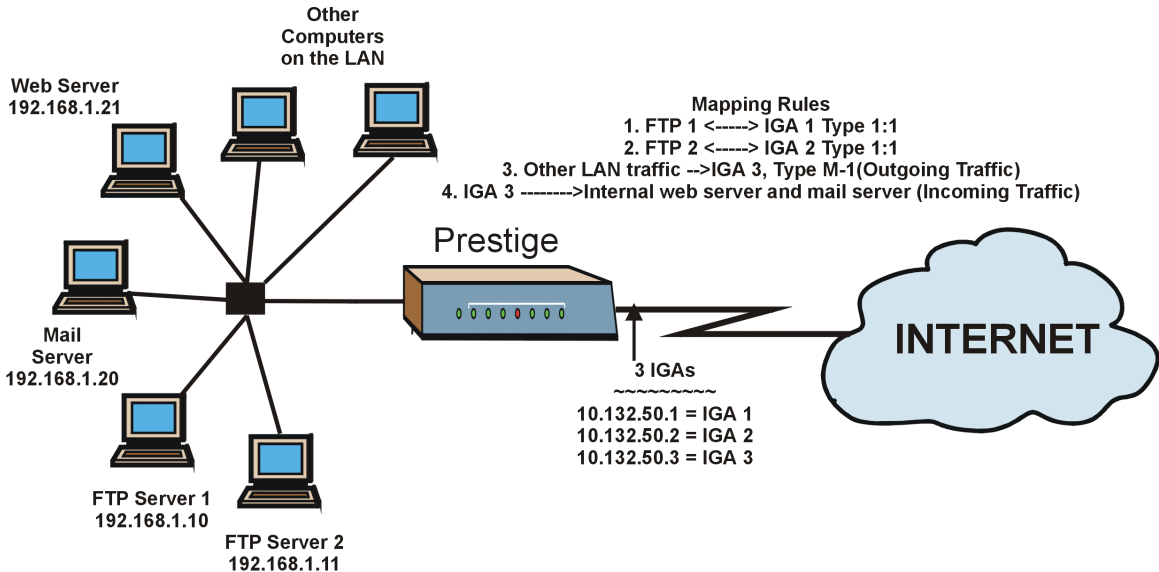 Other
Computers
on the LAN
Web Server
192.168.1.21
Mapping Rules
1. FTP 1 <-----> IGA 1 Type 1:1
2. FTP 2 <-----> IGA 2 Type 1:1
3. Other LAN traffic -->IGA 3, Type M-1(Outgoing Traffic)
4. IGA 3 -------->Internal web server and mail server (Incoming Traffic)
Prestige
INTERNET
Mail
Server
192.168.1.20
3 IGAs
~~~~~~~~~
10.132.50.1 = IGA 1
10.132.50.2 = IGA 2
10.132.50.3 = IGA 3
FTP Server 1
192.168.1.10
FTP Server 2
192.168.1.11